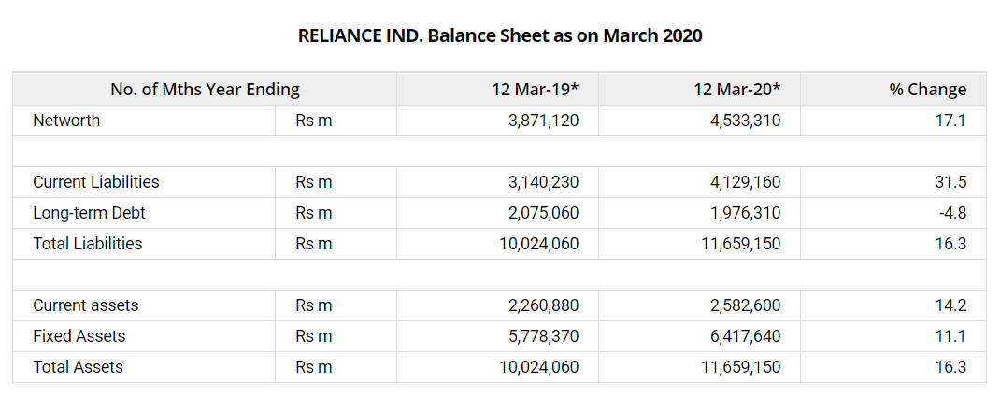 RELIANCE IND. Balance Sheet as on March 2020
No. of Mths Year Ending 12 Mar-19* 12 Mar-20* % Change
Networth Rs m 3,871,120 4,533,310 17.1
Current Liabilities Rs m 3,140,230 4,129,160 31.5
Long-term Debt Rs m 2,075,060 1,976,310 -4.8
Total Liabilities Rs m 10,024,060 11,659,150 16.3
Current assets Rs m 2,260,880 2,582,600 14.2
Fixed Assets Rs m 5,778,370 6,417,640 11.1
Total Assets Rs m 10,024,060 11,659,150 16.3